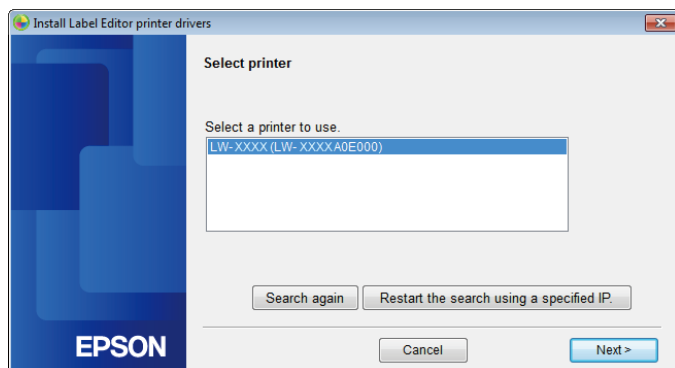 Install Label Editor printer drivers
Select printer
Select a printer to use.
LW-XXXX (LW-XXXXA0E000)
Search again
Restart the search using a specified IP.
EPSON
Cancel
Next >